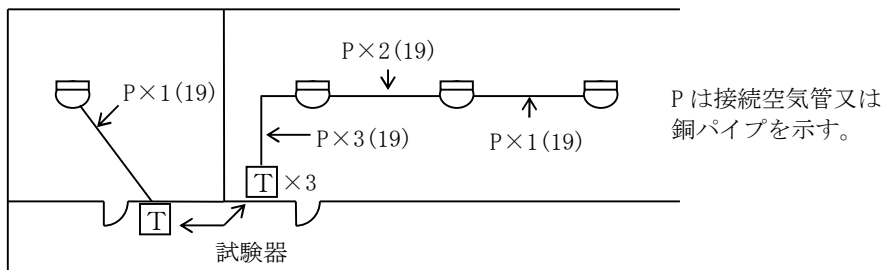 P×2(19)
P×1(19)
P×3(19)
P×1(19)
Pは接続空気管又は
銅パイプを示す。
T×3
T
試験器